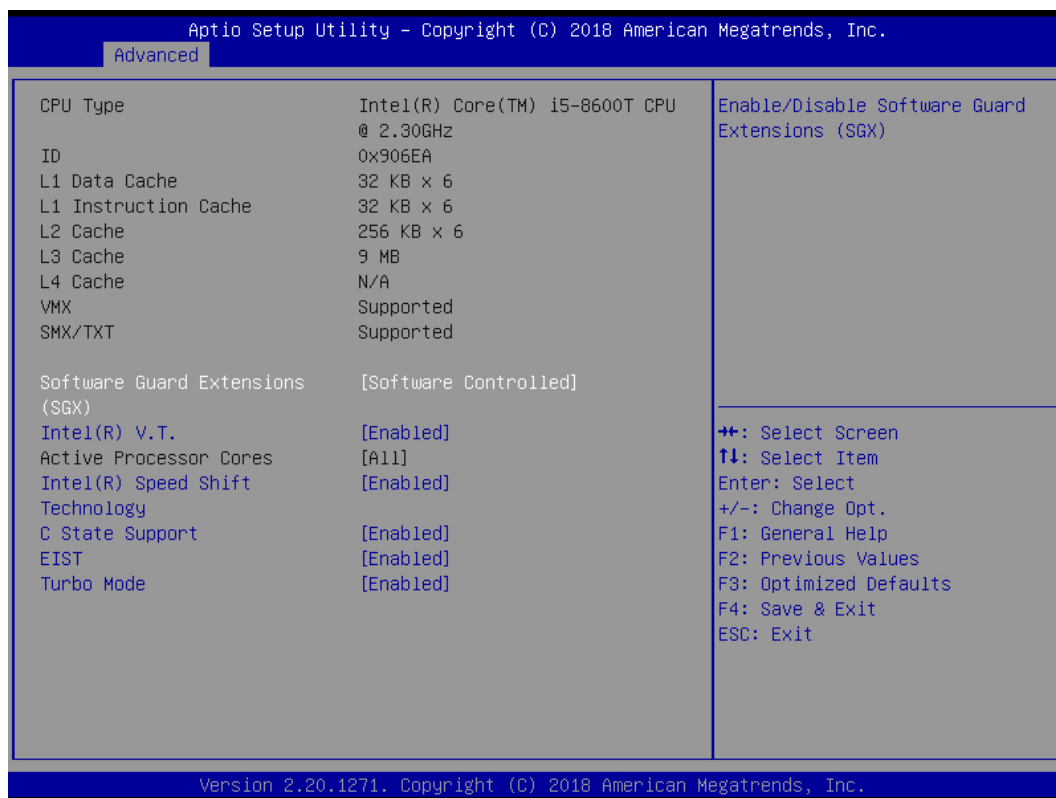 Aptio Setup Utility - Copyright (C) 2018 American Megatrends, Inc.
Advanced
CPU Type Intel(R) Core(TM) i5-8600T CPU
@ 2.30GHz
ID 0x906EA
L1 Data Cache 32 KB x 6
L1 Instruction Cache 32 KB x 6
L2 Cache 256 KB x 6
L3 Cache 9 MB
L4 Cache N/A
VMX Supported
SMX/TXT Supported
Software Guard Extensions [Software Controlled]
(SGX)
Intel(R) V.T. [Enabled]
Active Processor Cores [All]
Intel(R) Speed Shift [Enabled]
Technology
C State Support [Enabled]
EIST [Enabled]
Turbo Mode [Enabled]
Enable/Disable Software Guard
Extensions (SGX)
→←: Select Screen
↑↓: Select Item
Enter: Select
+/-: Change Opt.
F1: General Help
F2: Previous Values
F3: Optimized Defaults
F4: Save & Exit
ESC: Exit
Version 2.20.1271. Copyright (C) 2018 American Megatrends, Inc.